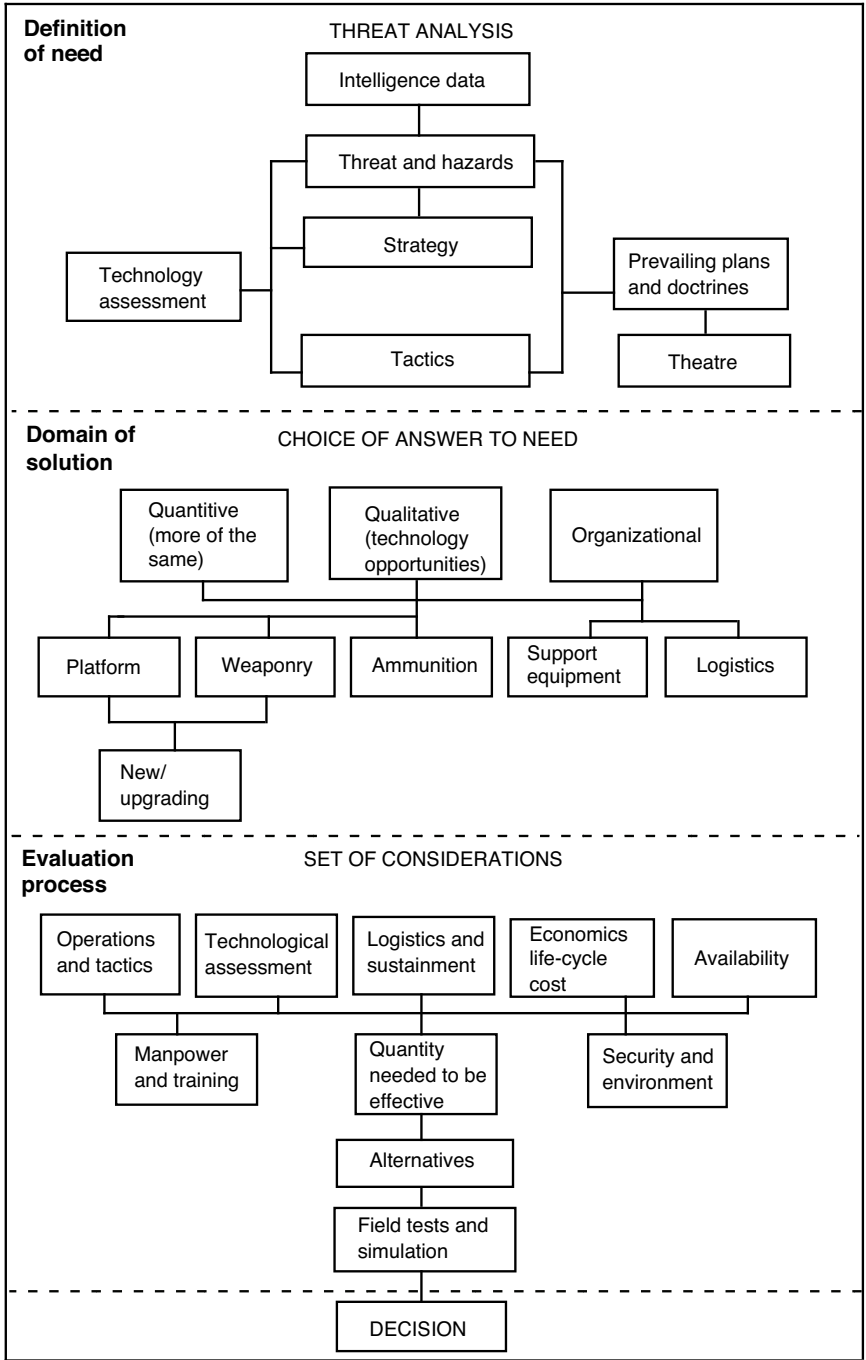 Definition
of need
THREAT ANALYSIS
Intelligence data
Threat and hazards
Strategy
Technology
assessment
Prevailing plans
and doctrines
Tactics
Theatre
Domain of
solution
CHOICE OF ANSWER TO NEED
Quantitive
(more of the
same)
Qualitative
(technology
opportunities)
Organizational
Platform
Weaponry
Ammunition
Support
equipment
Logistics
New/
upgrading
Evaluation
process
SET OF CONSIDERATIONS
Operations
and tactics
Technological
assessment
Logistics and
sustainment
Economics
life-cycle
cost
Availability
Manpower
and training
Quantity
needed to be
effective
Security and
environment
Alternatives
Field tests and
simulation
DECISION